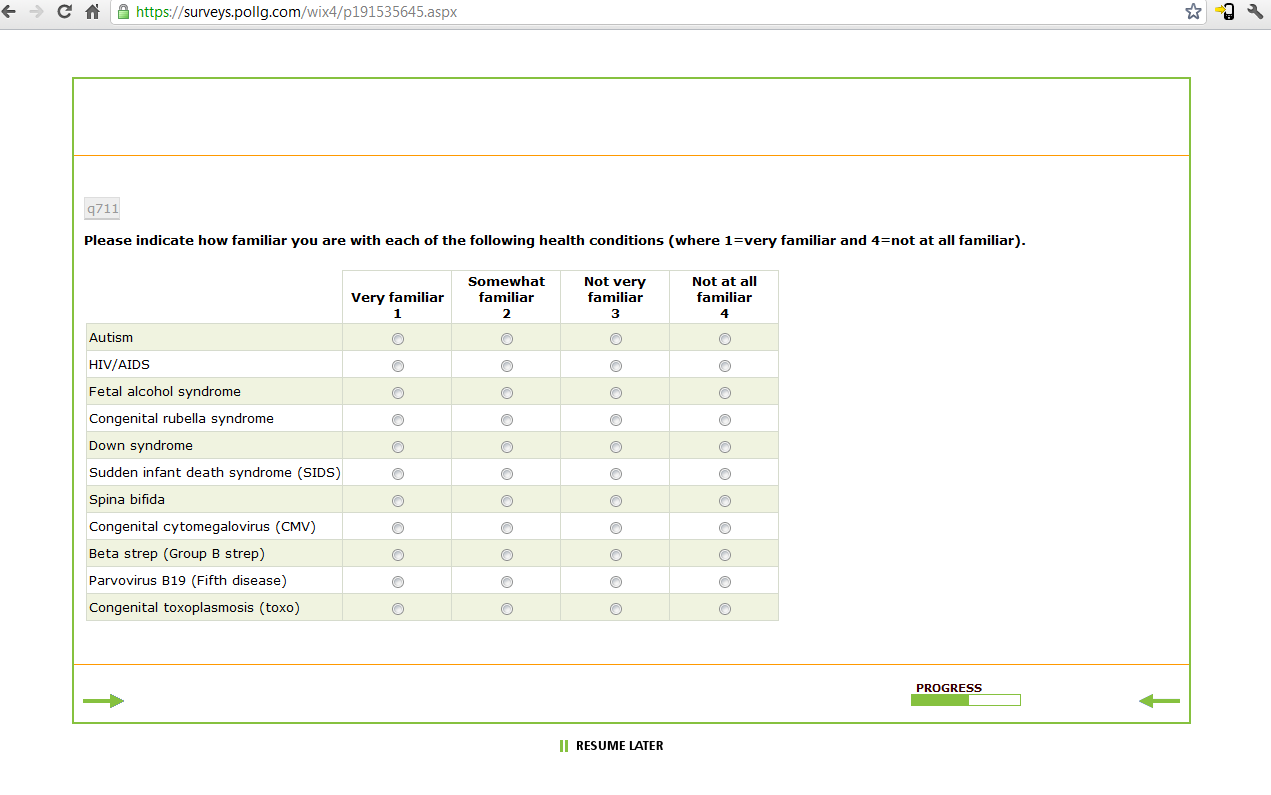 https://surveys.pollg.com/wix4/p191535645.aspx
q711
Please indicate how familiar you are with each of the following health conditions (where 1=very familiar and 4=not at all familiar).
Very familiar 1
Somewhat familiar 2
Not very familiar 3
Not at all familiar 4
Autism
HIV/AIDS
Fetal alcohol syndrome
Congenital rubella syndrome
Down syndrome
Sudden infant death syndrome (SIDS)
Spina bifida
Congenital cytomegalovirus (CMV)
Beta strep (Group B strep)
Parvovirus B19 (Fifth disease)
Congenital toxoplasmosis (toxo)
PROGRESS
RESUME LATER